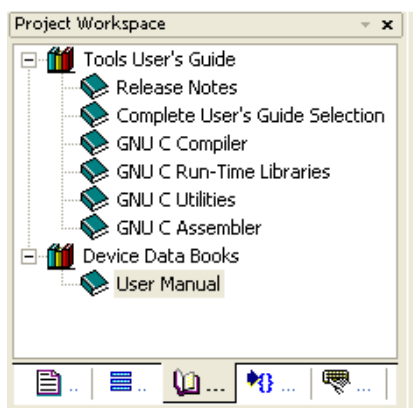 Project Workspace
Tools User's Guide
Release Notes
Complete User's Guide Selection
GNU C Compiler
GNU C Run-Time Libraries
GNU C Utilities
GNU C Assembler
Device Data Books
User Manual
.. .. ... ... ...